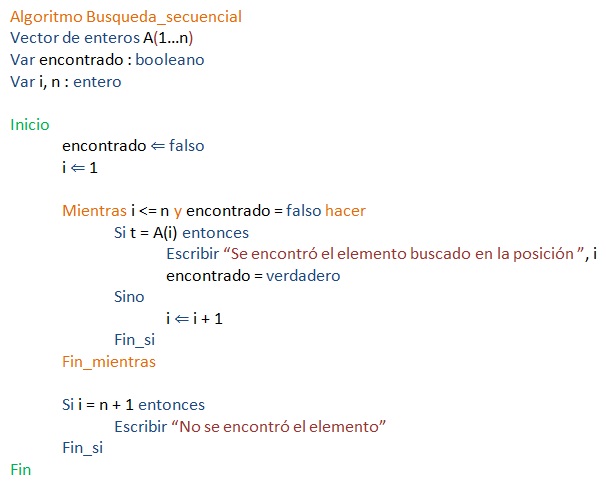 Algoritmo Busqueda_secuencial
Vector de enteros A(1...n)
Var encontrado : booleano
Var i, n : entero
Inicio
encontrado ⇐ falso
i ⇐ 1
Mientras i <= n y encontrado = falso hacer
Si t = A(i) entonces
Escribir “Se encontró el elemento buscado en la posición ”, i
encontrado = verdadero
Sino
i ⇐ i + 1
Fin_si
Fin_mientras
Si i = n + 1 entonces
Escribir “No se encontró el elemento”
Fin_si
Fin